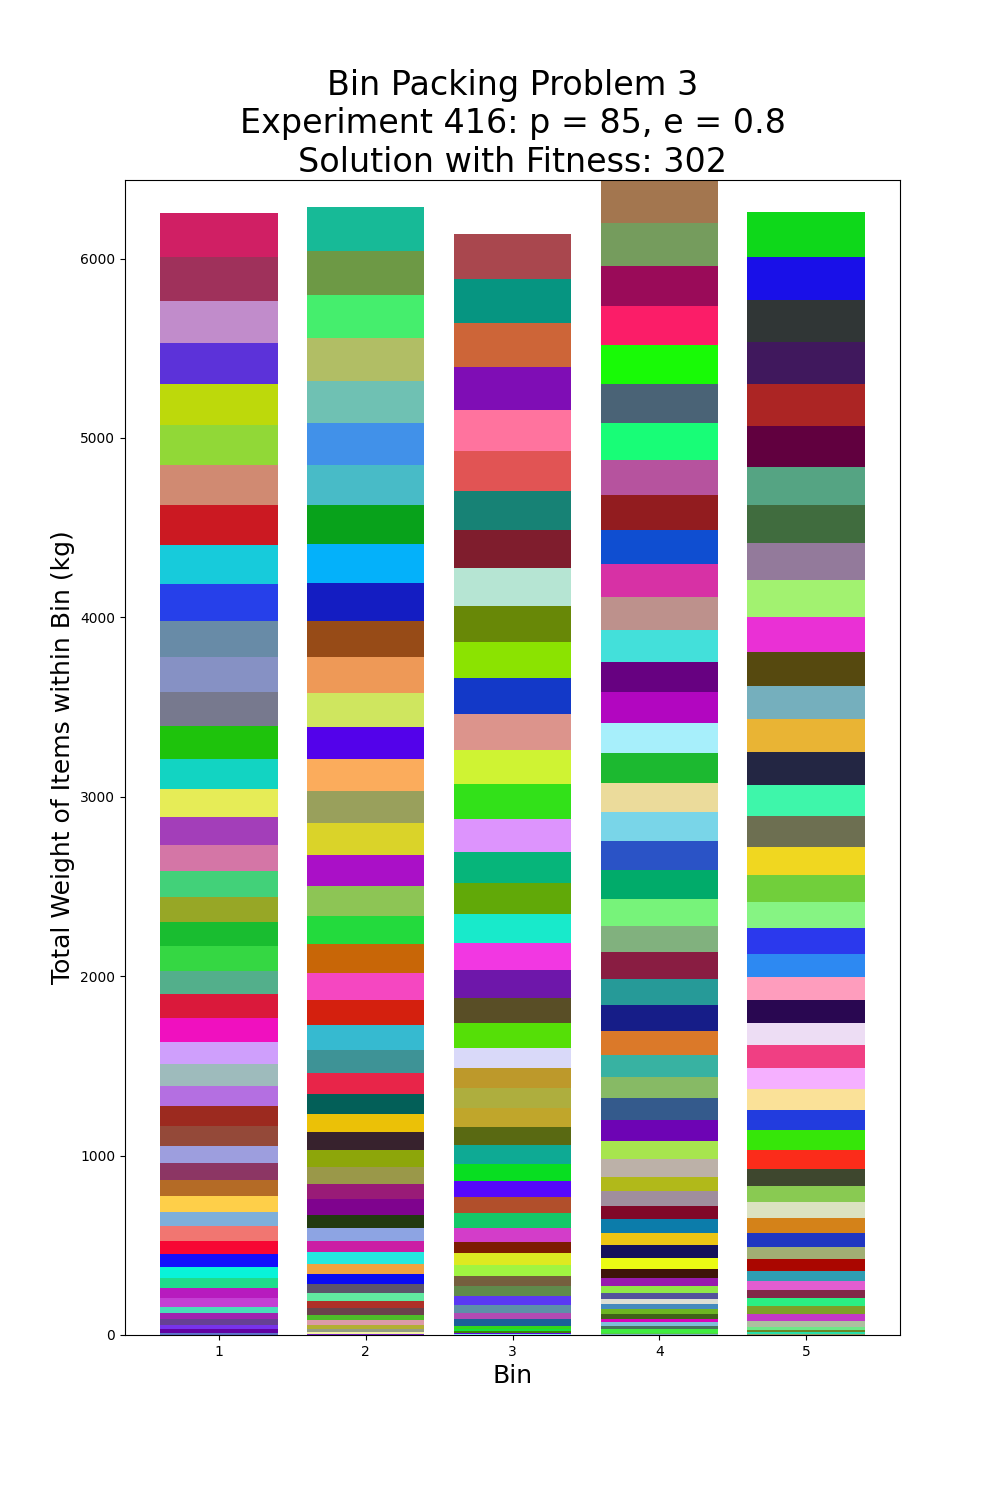 Bin Packing Problem 3
Experiment 416: p = 85, e = 0.8
Solution with Fitness: 302
Total Weight of Items within Bin (kg)
6000
5000
4000
3000
2000
1000
0
1 2 3 4 5
Bin